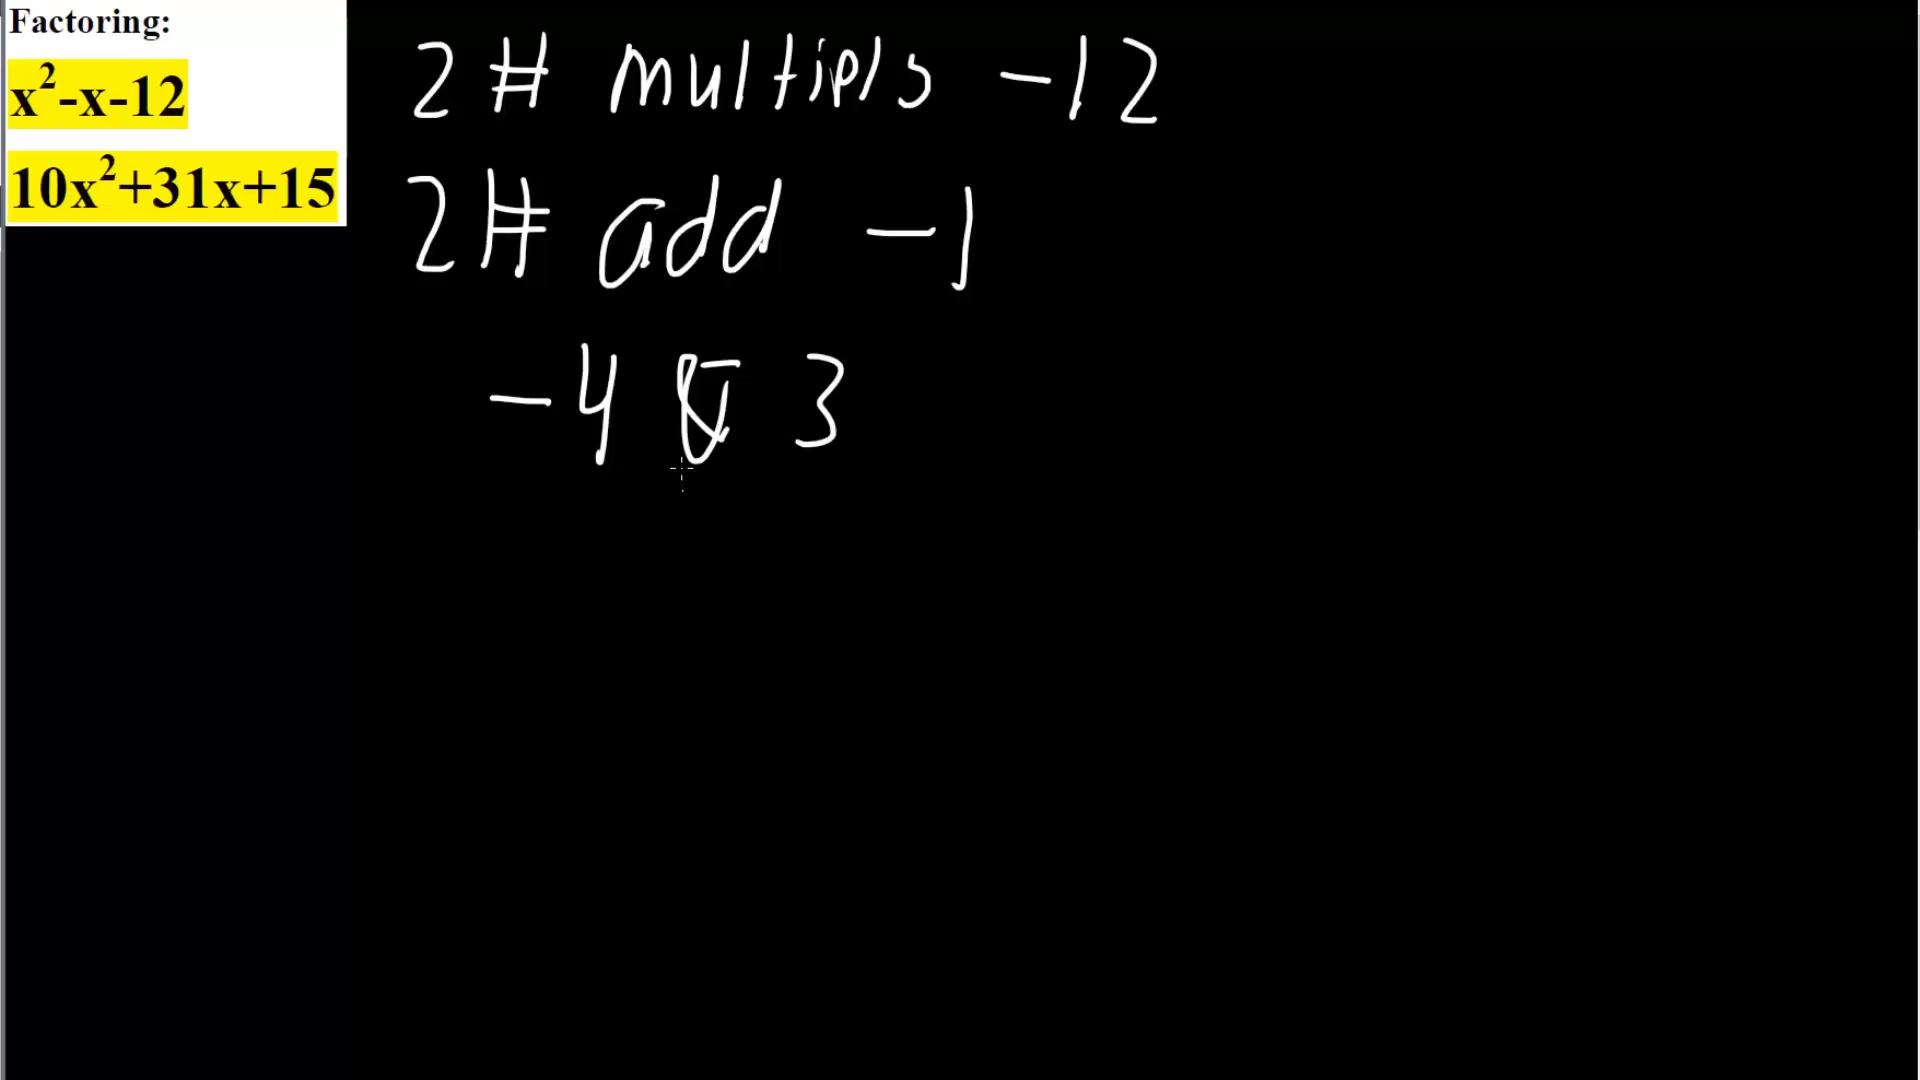 Factoring:
x²-x-12
10x²+31x+15
2 # multipls -12
2 # add -1
-4 & 3